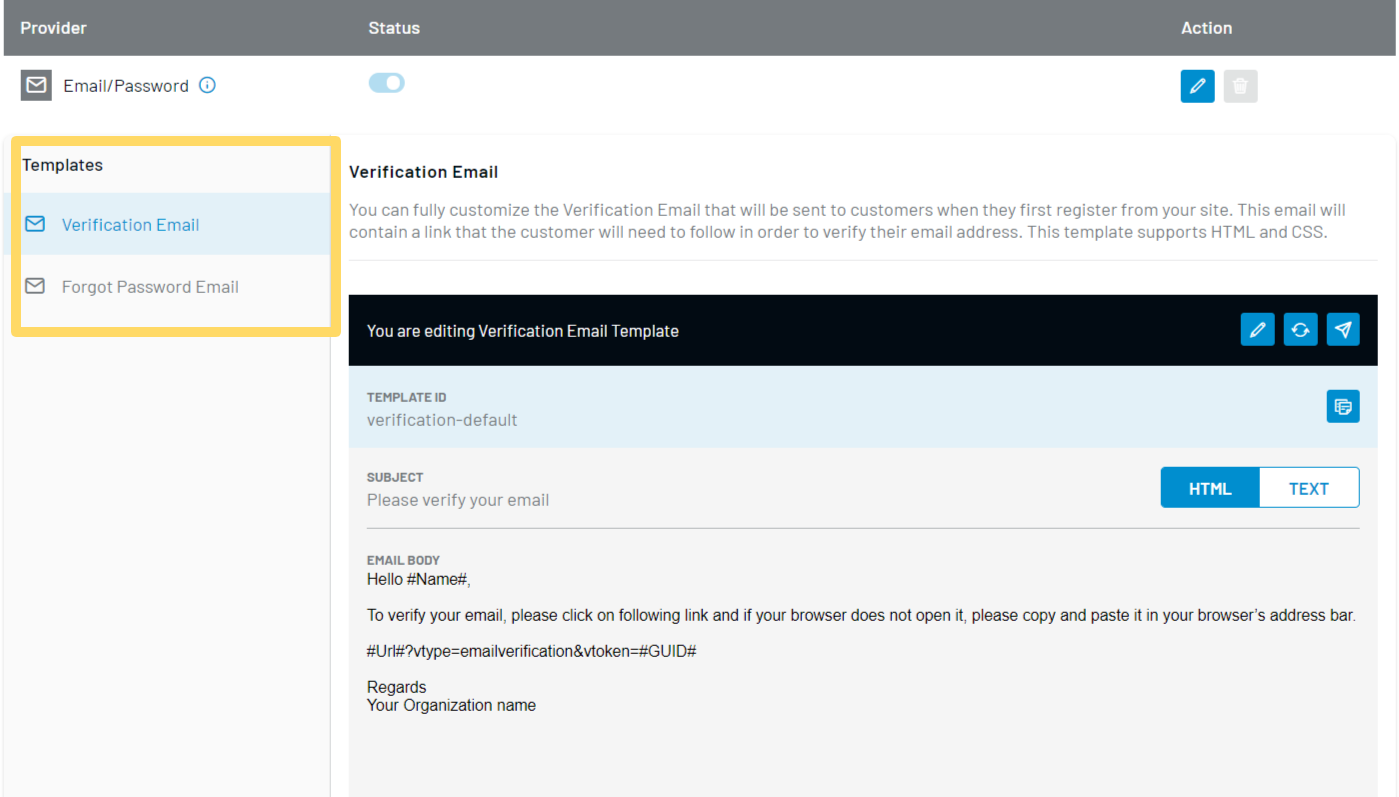 Provider Status Action
Email/Password
Templates
Verification Email
Forgot Password Email
Verification Email
You can fully customize the Verification Email that will be sent to customers when they first register from your site. This email will
contain a link that the customer will need to follow in order to verify their email address. This template supports HTML and CSS.
You are editing Verification Email Template
TEMPLATE ID
verification-default
SUBJECT
Please verify your email
HTML TEXT
EMAIL BODY
Hello #Name#,
To verify your email, please click on following link and if your browser does not open it, please copy and paste it in your browser’s address bar.
#Url#?vtype=emailverification&vtoken=#GUID#
Regards
Your Organization name